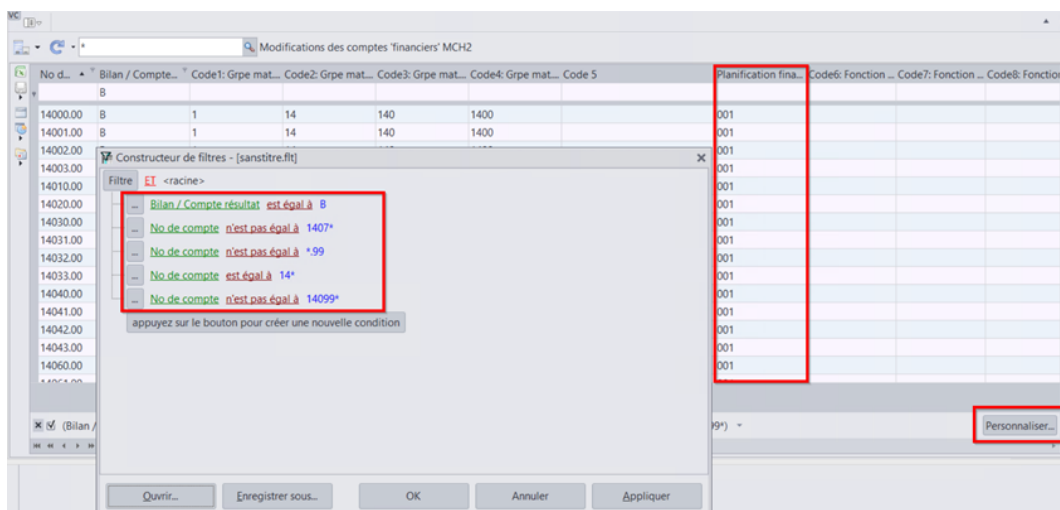 VC
* Modifications des comptes 'financiers' MCH2
No d... Bilan / Compte... Code1: Grpe mat... Code2: Grpe mat... Code3: Grpe mat... Code4: Grpe mat... Code 5 Planification fina... Code6: Fonction ... Code7: Fonction ... Code8: Fonction
B
14000.00 B 1 14 140 1400 001
14001.00 B 1 14 140 1400 001
14002.00 001
14003.00 001
14010.00 001
14020.00 001
14030.00 001
14031.00 001
14032.00 001
14033.00 001
14040.00 001
14041.00 001
14042.00 001
14043.00 001
14060.00 001
Constructeur de filtres - [sanstitre.flt]
Filtre ET <racine>
... Bilan / Compte résultat est égal à B
... No de compte n'est pas égal à 1407*
... No de compte n'est pas égal à *.99
... No de compte est égal à 14*
... No de compte n'est pas égal à 14099*
appuyez sur le bouton pour créer une nouvelle condition
(Bilan / 99*) Personnaliser...
Ouvrir... Enregistrer sous... OK Annuler Appliquer